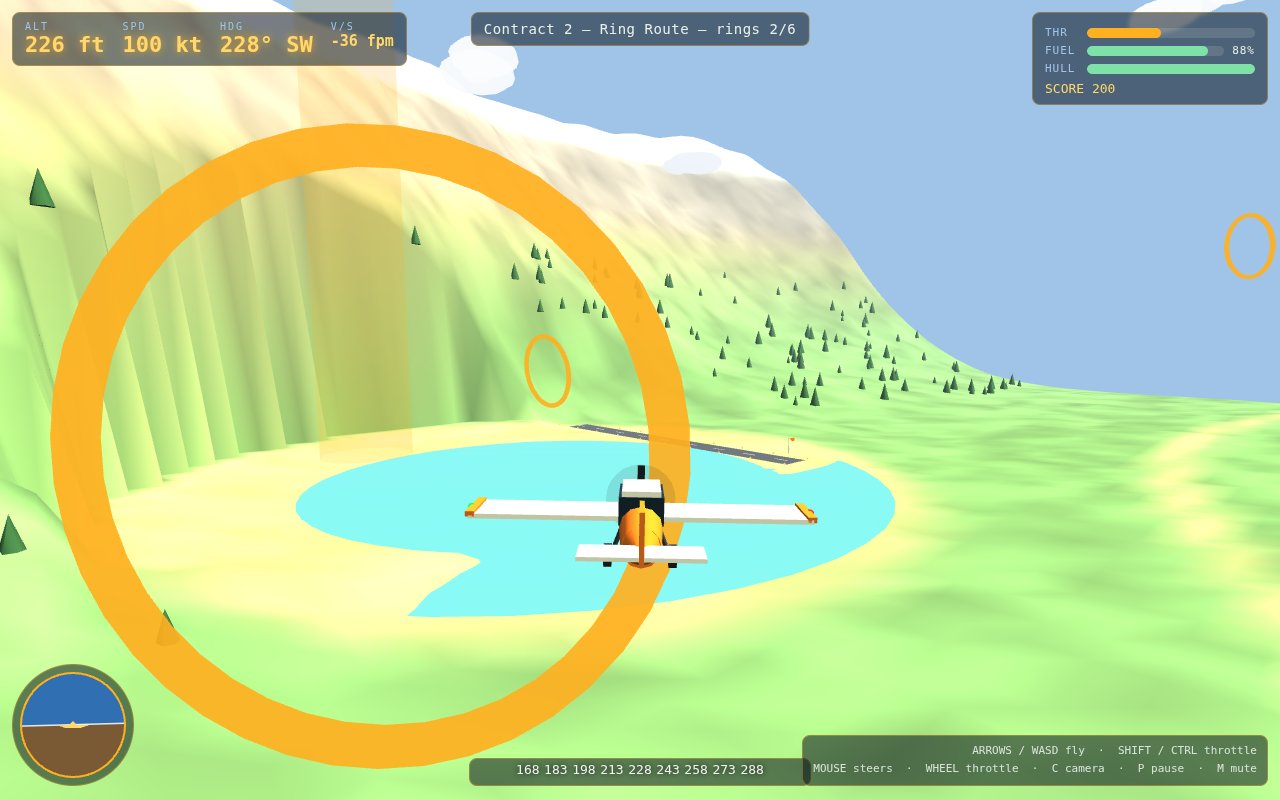 ALT SPD HDG V/S
226 ft 100 kt 228° SW -36 fpm
Contract 2 — Ring Route — rings 2/6
THR
FUEL 88%
HULL
SCORE 200
168 183 198 213 228 243 258 273 288
ARROWS / WASD fly · SHIFT / CTRL throttle
MOUSE steers · WHEEL throttle · C camera · P pause · M mute